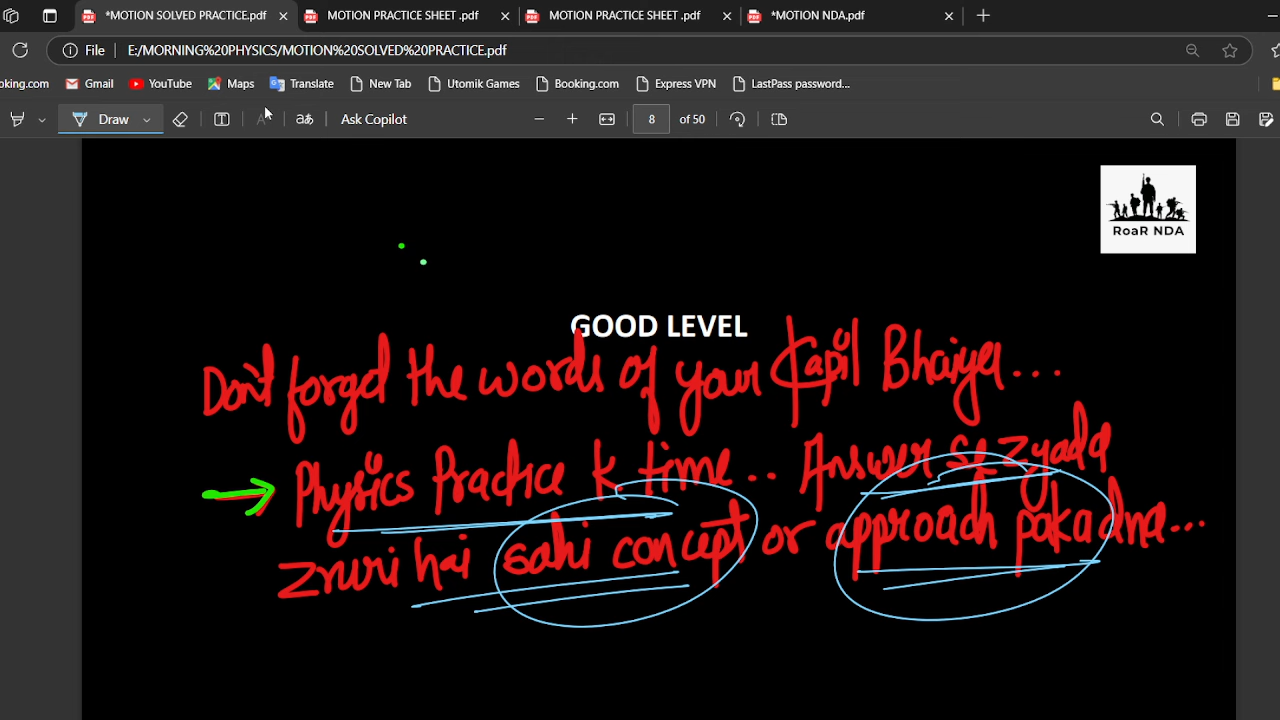 *MOTION SOLVED PRACTICE.pdf MOTION PRACTICE SHEET .pdf MOTION PRACTICE SHEET .pdf *MOTION NDA.pdf
File E:/MORNING%20PHYSICS/MOTION%20SOLVED%20PRACTICE.pdf
oking.com Gmail YouTube Maps Translate New Tab Utomik Games Booking.com Express VPN LastPass password...
Draw aあ Ask Copilot 8 of 50
RoaR NDA
GOOD LEVEL
Don't forget the words of your Kapil Bhaiya...
Physics Practice k time.. Answer se zyada
zruri hai sahi concept or approach pakadna...